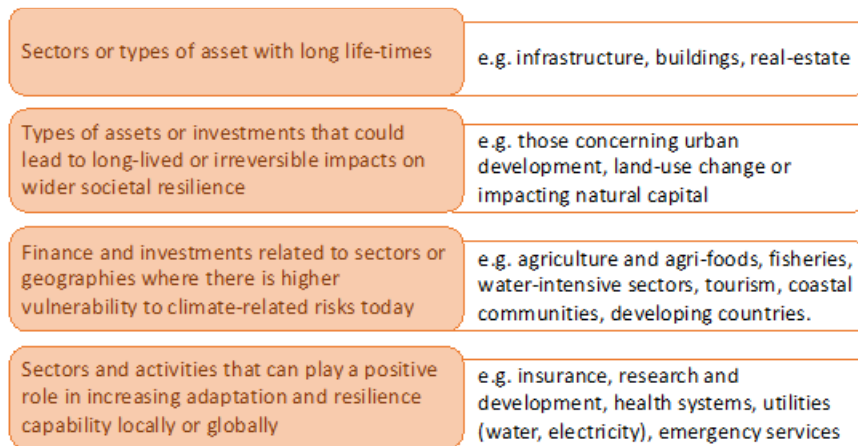 Sectors or types of asset with long life-times
e.g. infrastructure, buildings, real-estate
Types of assets or investments that could
lead to long-lived or irreversible impacts on
wider societal resilience
e.g. those concerning urban
development, land-use change or
impacting natural capital
Finance and investments related to sectors or
geographies where there is higher
vulnerability to climate-related risks today
e.g. agriculture and agri-foods, fisheries,
water-intensive sectors, tourism, coastal
communities, developing countries.
Sectors and activities that can play a positive
role in increasing adaptation and resilience
capability locally or globally
e.g. insurance, research and
development, health systems, utilities
(water, electricity), emergency services